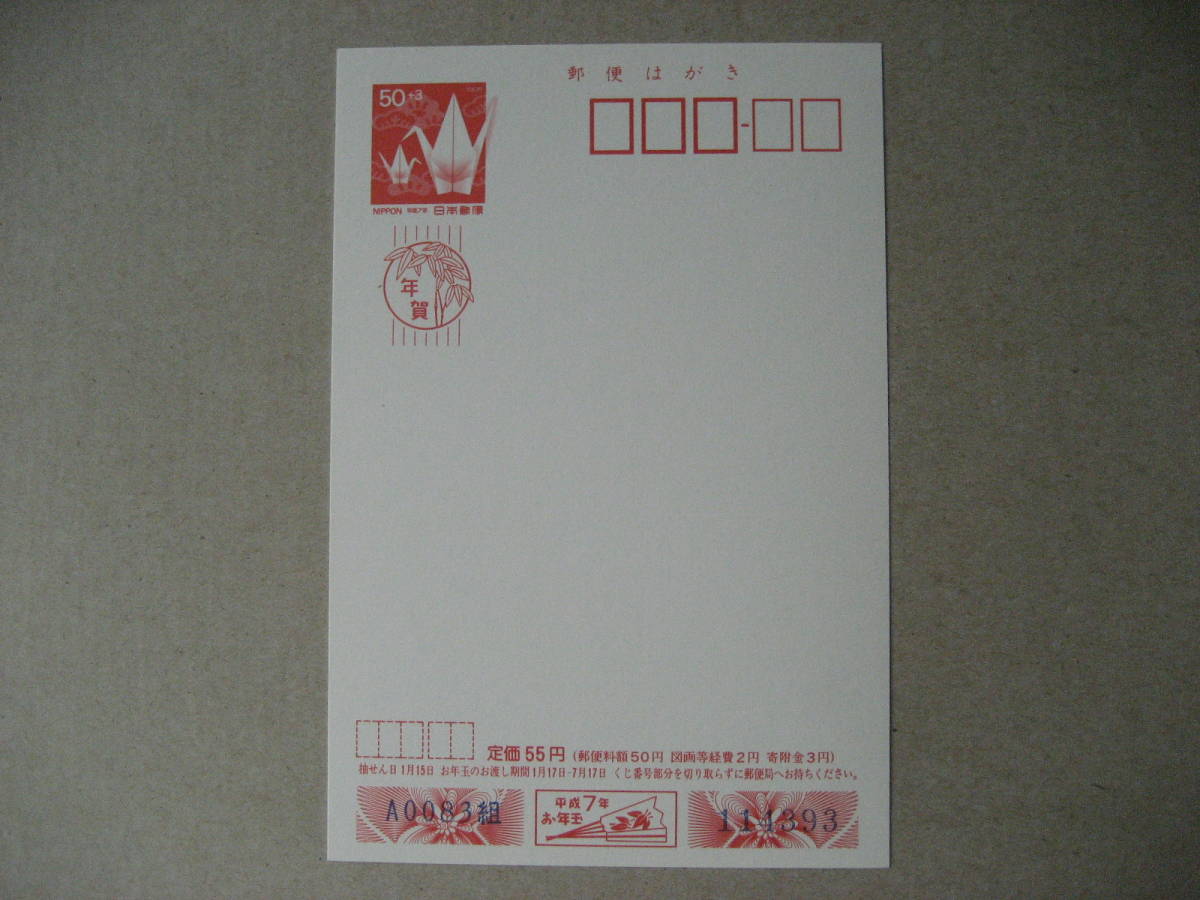 郵便はがき
50+3
NIPPON 平成7年 日本郵便
年賀
定価55円(郵便料額50円 図画等経費2円 寄附金3円)
抽せん日1月15日 お年玉のお渡し期間1月17日-7月17日 くじ番号部分を切り取らずに郵便局へお持ちください。
A0083組
平成7年
お年玉
114393